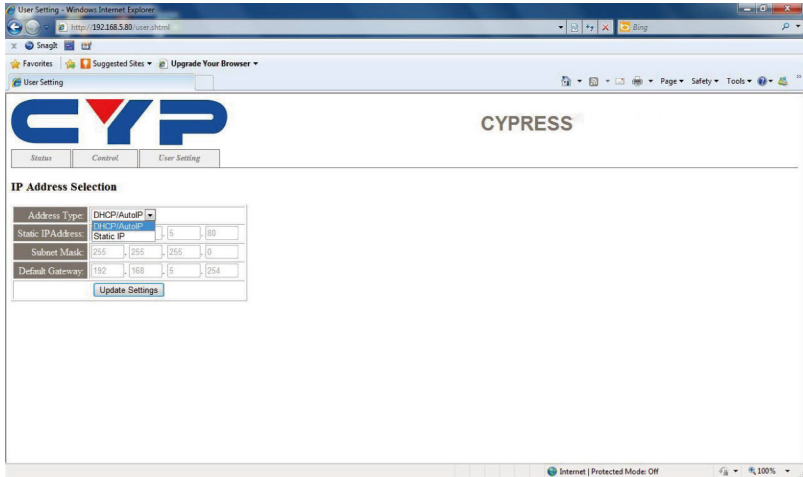 User Setting - Windows Internet Explorer
http://192.168.5.80/user.shtml Bing
x Snagit
Favorites Suggested Sites Upgrade Your Browser
User Setting Page Safety Tools
CYP CYPRESS
Status Control User Setting
IP Address Selection
Address Type: DHCP/AutoIP
DHCP/AutoIP
Static IP
Static IPAddress: . 5 . 80
Subnet Mask: 255 . 255 . 255 . 0
Default Gateway: 192 . 168 . 5 . 254
Update Settings
Internet | Protected Mode: Off 100%